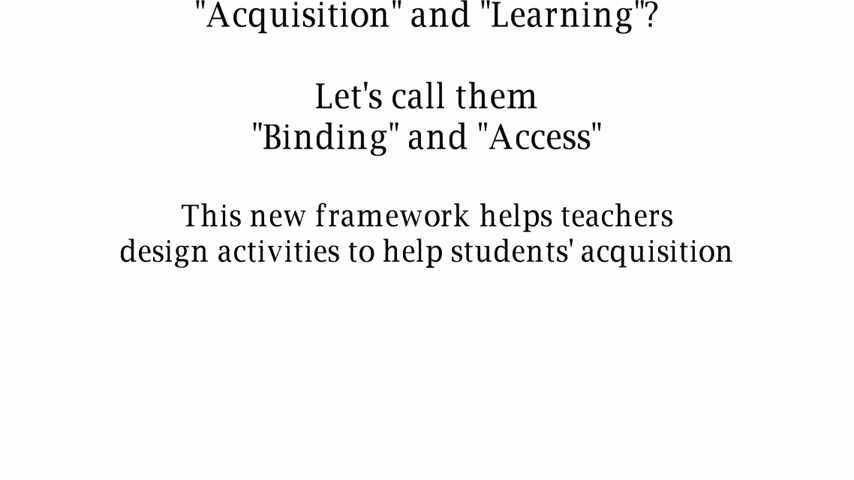 "Acquisition" and "Learning"?
Let's call them
"Binding" and "Access"
This new framework helps teachers
design activities to help students' acquisition